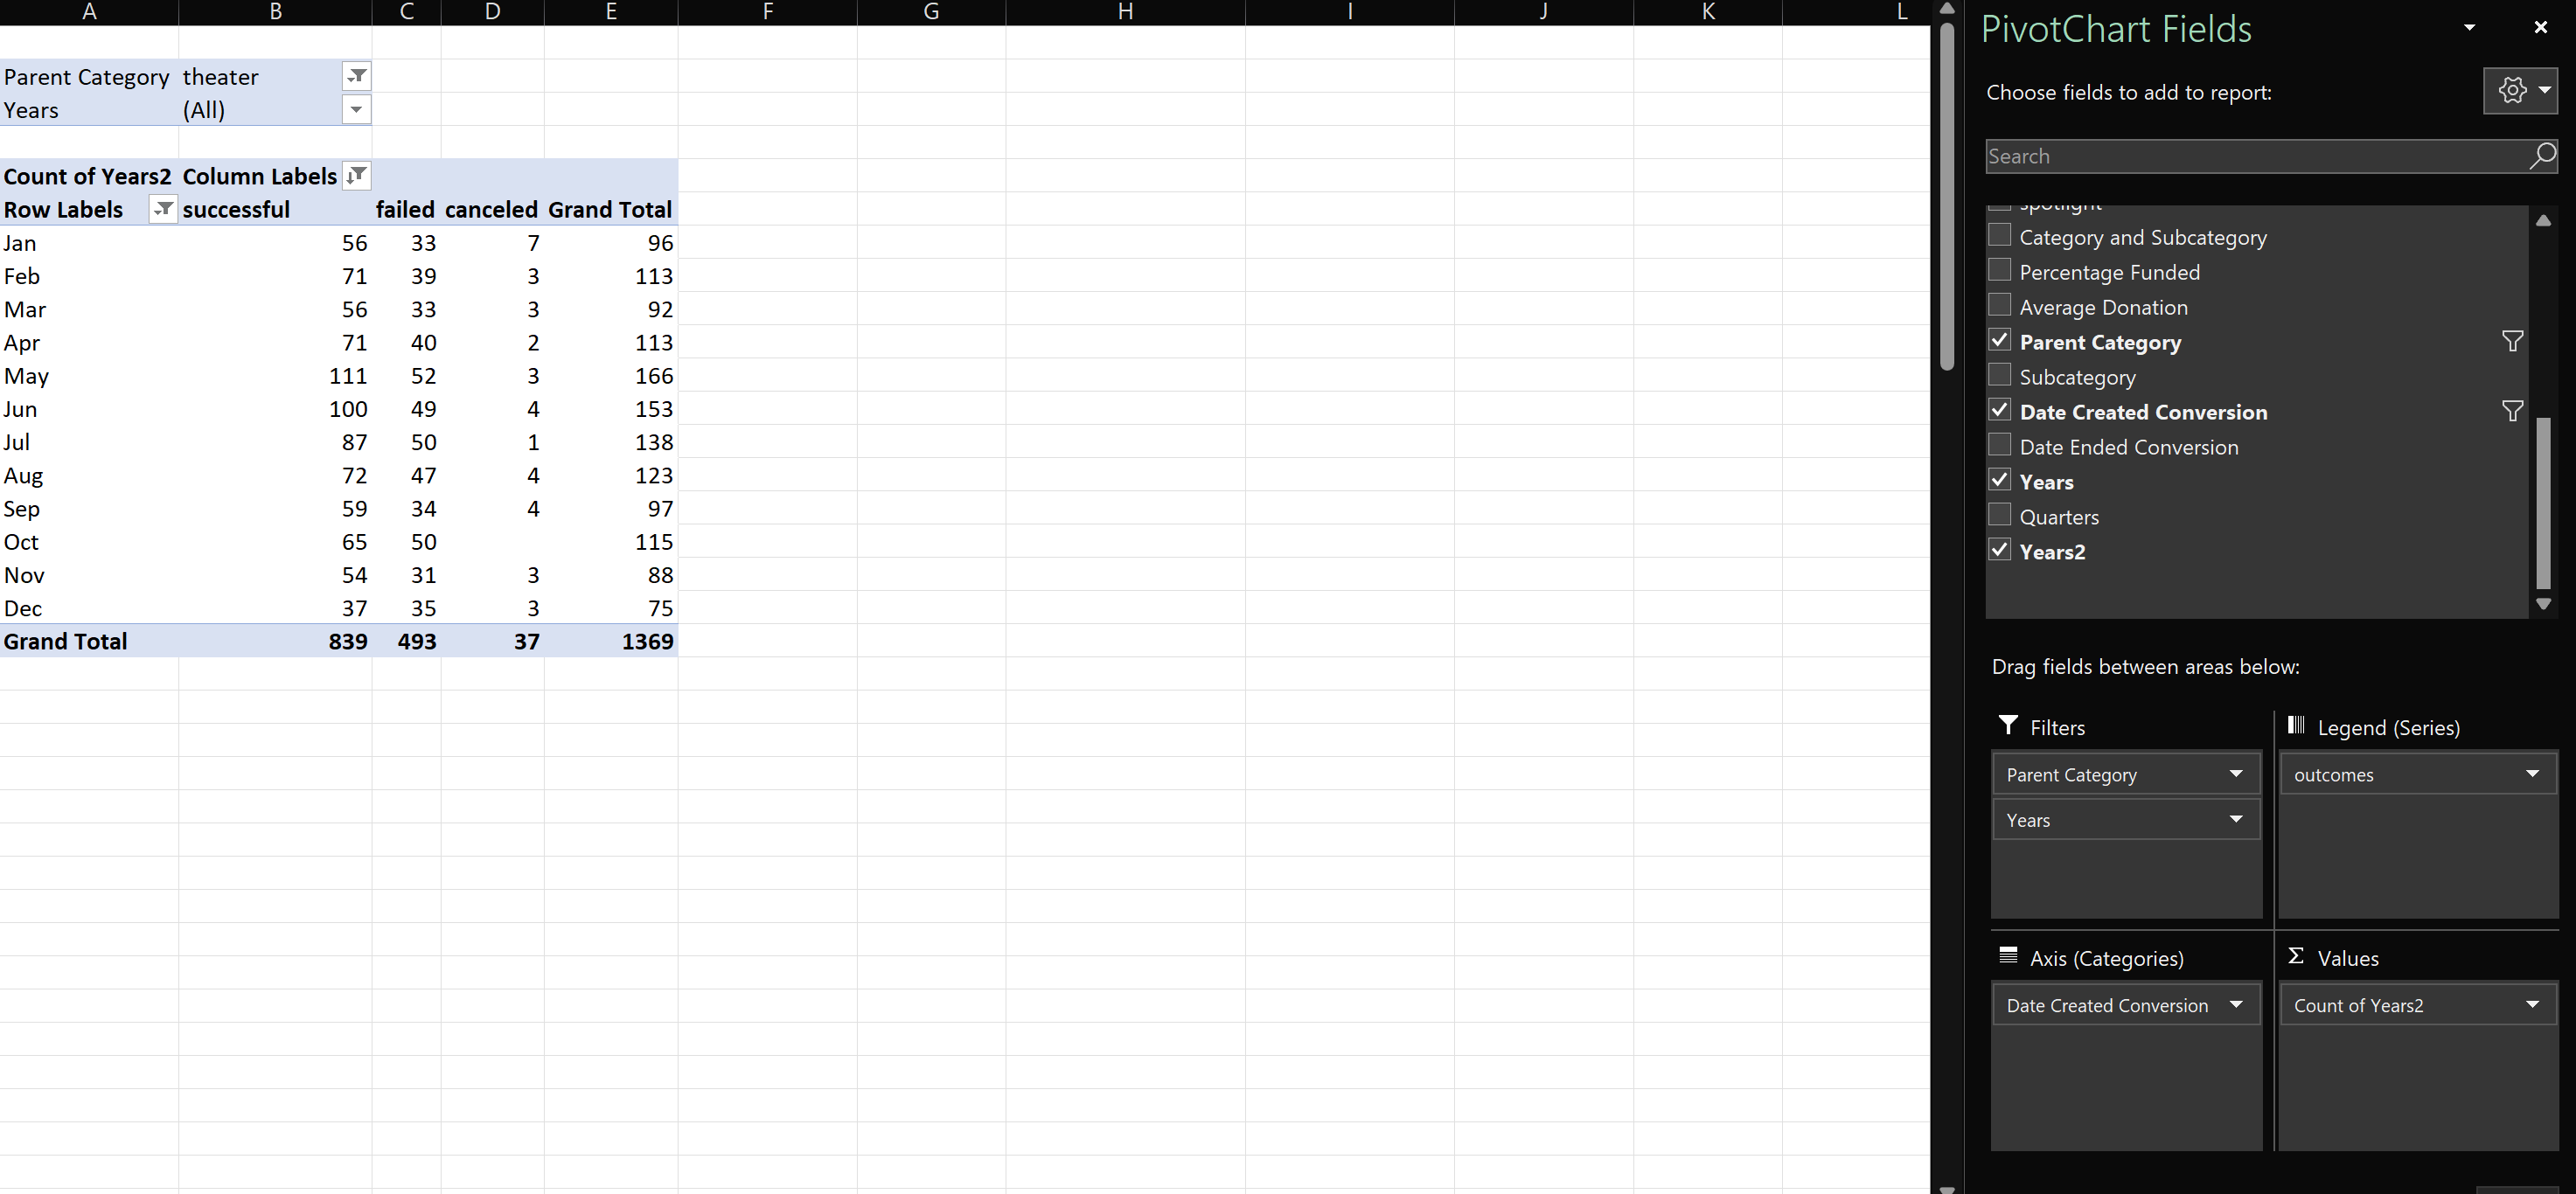 A B C D E F G H I J K L
Parent Category theater
Years (All)
Count of Years2 Column Labels
Row Labels successful failed canceled Grand Total
Jan 56 33 7 96
Feb 71 39 3 113
Mar 56 33 3 92
Apr 71 40 2 113
May 111 52 3 166
Jun 100 49 4 153
Jul 87 50 1 138
Aug 72 47 4 123
Sep 59 34 4 97
Oct 65 50 115
Nov 54 31 3 88
Dec 37 35 3 75
Grand Total 839 493 37 1369
PivotChart Fields
Choose fields to add to report:
Search
spotlight
Category and Subcategory
Percentage Funded
Average Donation
Parent Category
Subcategory
Date Created Conversion
Date Ended Conversion
Years
Quarters
Years2
Drag fields between areas below:
Filters
Parent Category
Years
Legend (Series)
outcomes
Axis (Categories)
Date Created Conversion
Σ Values
Count of Years2